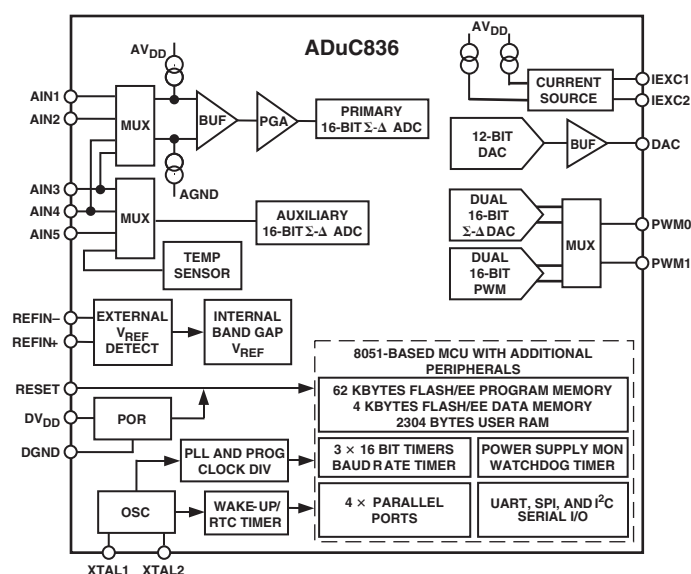 ADuC836
AVDD
AVDD
AIN1
AIN2
MUX
BUF
PGA
PRIMARY
16-BIT Σ-Δ ADC
CURRENT
SOURCE
IEXC1
IEXC2
12-BIT
DAC
BUF
DAC
AGND
AIN3
AIN4
AIN5
MUX
AUXILIARY
16-BIT Σ-Δ ADC
TEMP
SENSOR
DUAL
16-BIT
Σ-Δ DAC
DUAL
16-BIT
PWM
MUX
PWM0
PWM1
REFIN–
REFIN+
EXTERNAL
VREF
DETECT
INTERNAL
BAND GAP
VREF
8051-BASED MCU WITH ADDITIONAL
PERIPHERALS
RESET
62 KBYTES FLASH/EE PROGRAM MEMORY
4 KBYTES FLASH/EE DATA MEMORY
2304 BYTES USER RAM
DVDD
POR
DGND
PLL AND PROG
CLOCK DIV
3 × 16 BIT TIMERS
BAUD RATE TIMER
POWER SUPPLY MON
WATCHDOG TIMER
OSC
WAKE-UP/
RTC TIMER
4 × PARALLEL
PORTS
UART, SPI, AND I2C
SERIAL I/O
XTAL1
XTAL2